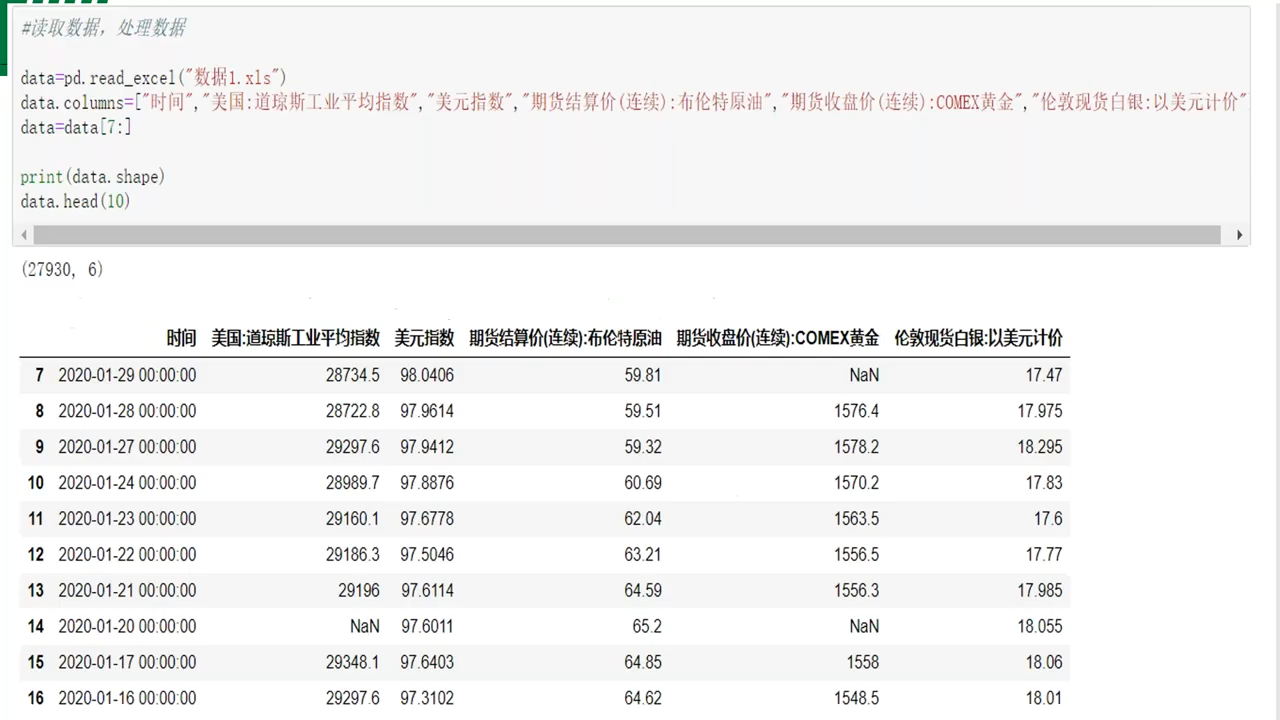 #读取数据，处理数据
data=pd.read_excel("数据1.xls")
data.columns=["时间","美国:道琼斯工业平均指数","美元指数","期货结算价(连续):布伦特原油","期货收盘价(连续):COMEX黄金","伦敦现货白银:以美元计价"]
data=data[7:]
print(data.shape)
data.head(10)
(27930, 6)
时间 美国:道琼斯工业平均指数 美元指数 期货结算价(连续):布伦特原油 期货收盘价(连续):COMEX黄金 伦敦现货白银:以美元计价
7 2020-01-29 00:00:00 28734.5 98.0406 59.81 NaN 17.47
8 2020-01-28 00:00:00 28722.8 97.9614 59.51 1576.4 17.975
9 2020-01-27 00:00:00 29297.6 97.9412 59.32 1578.2 18.295
10 2020-01-24 00:00:00 28989.7 97.8876 60.69 1570.2 17.83
11 2020-01-23 00:00:00 29160.1 97.6778 62.04 1563.5 17.6
12 2020-01-22 00:00:00 29186.3 97.5046 63.21 1556.5 17.77
13 2020-01-21 00:00:00 29196 97.6114 64.59 1556.3 17.985
14 2020-01-20 00:00:00 NaN 97.6011 65.2 NaN 18.055
15 2020-01-17 00:00:00 29348.1 97.6403 64.85 1558 18.06
16 2020-01-16 00:00:00 29297.6 97.3102 64.62 1548.5 18.01